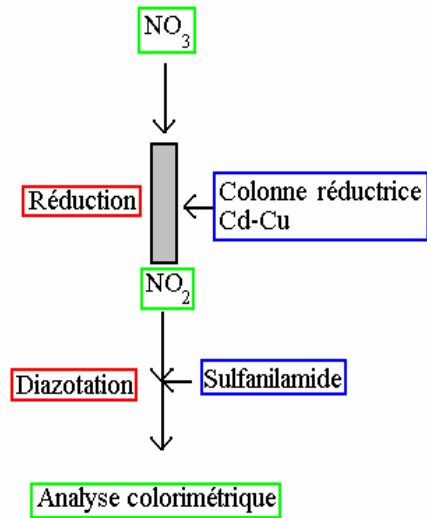 NO3
Réduction
Colonne réductrice
Cd-Cu
NO2
Diazotation
Sulfanilamide
Analyse colorimétrique